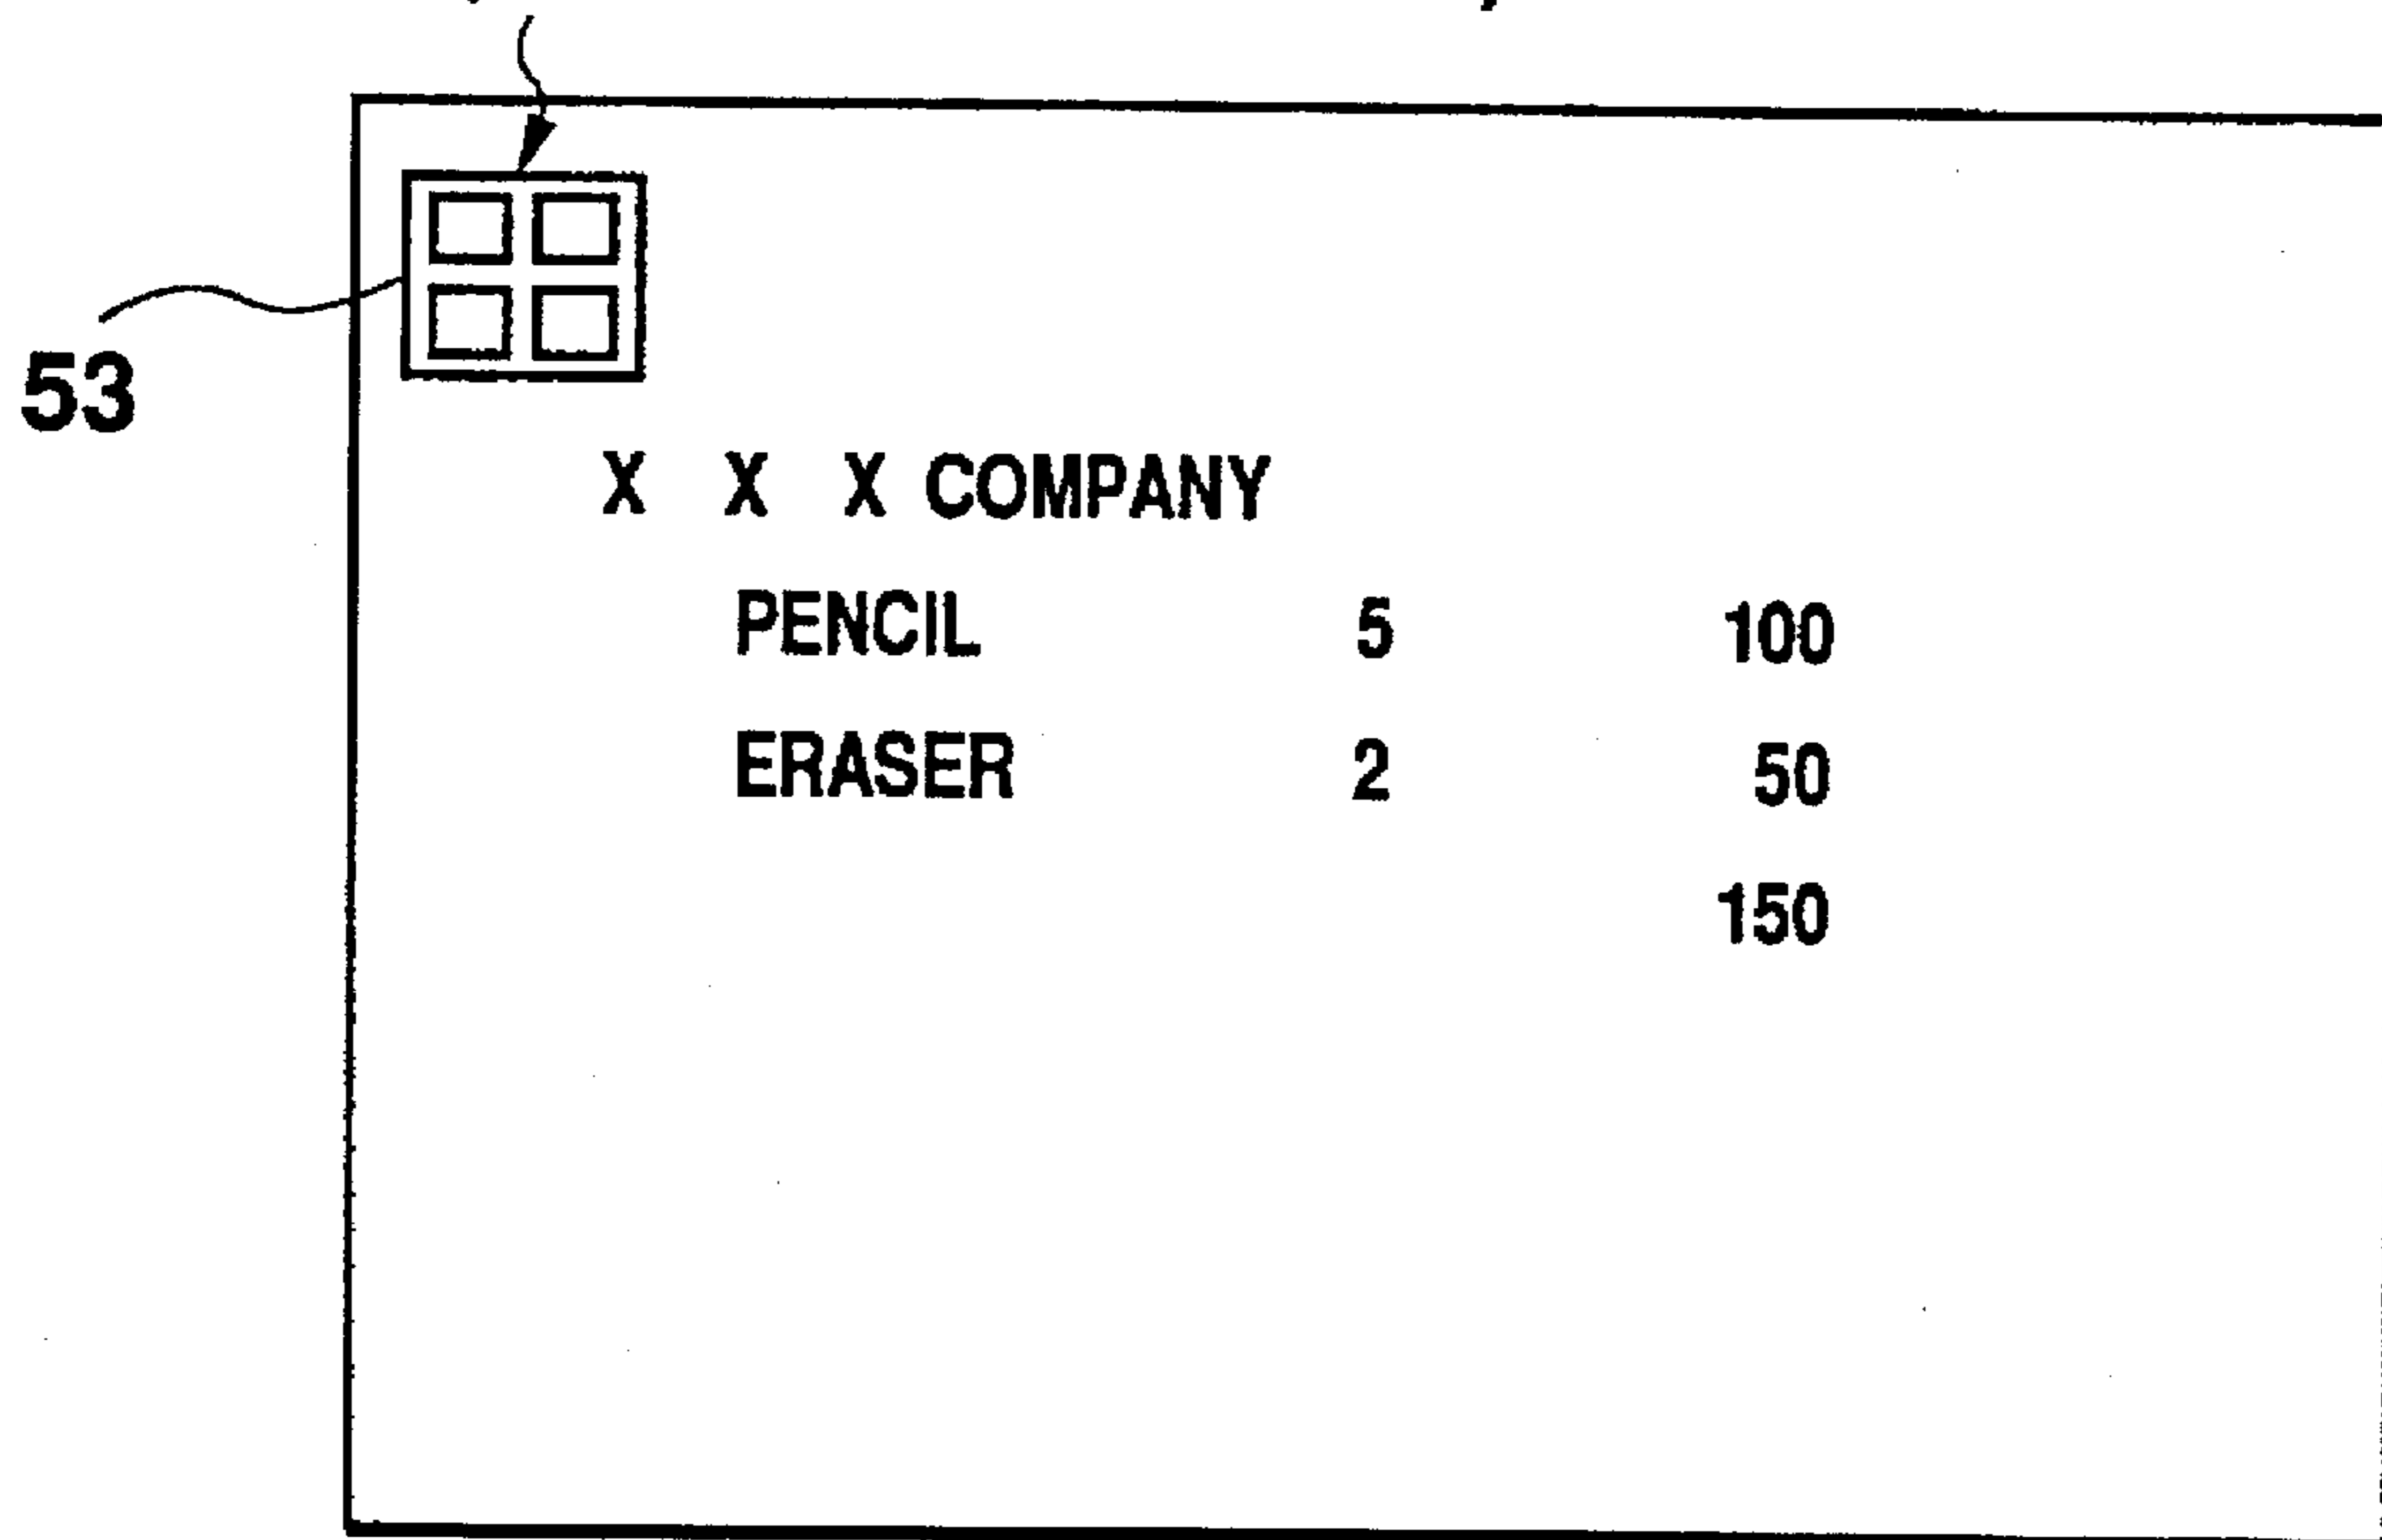 53
X X X COMPANY
PENCIL 5 100
ERASER 2 50
150